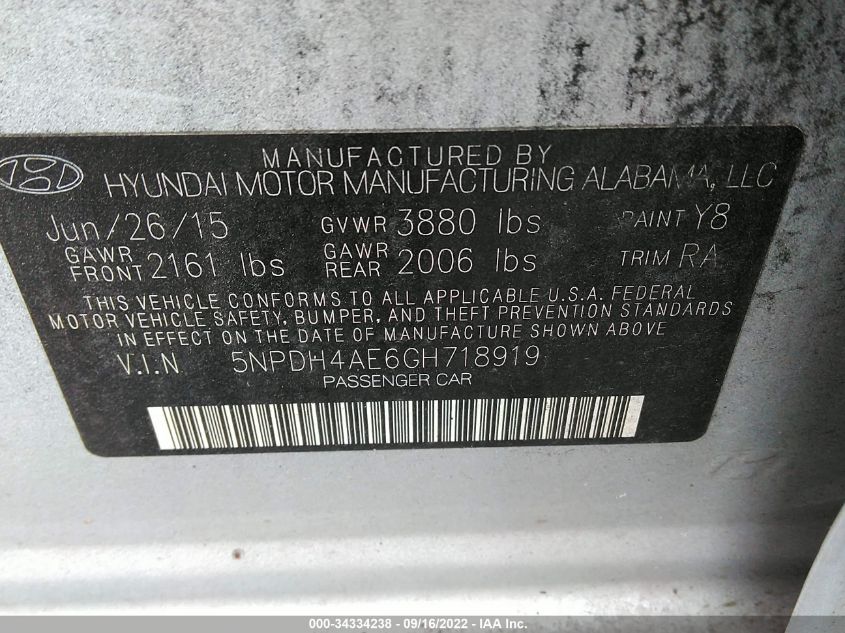 MANUFACTURED BY
HYUNDAI MOTOR MANUFACTURING ALABAMA, LLC
Jun/26/15 GVWR 3880 lbs PAINT Y8
GAWR FRONT 2161 lbs GAWR REAR 2006 lbs TRIM RA
THIS VEHICLE CONFORMS TO ALL APPLICABLE U.S.A. FEDERAL
MOTOR VEHICLE SAFETY, BUMPER, AND THEFT PREVENTION STANDARDS
IN EFFECT ON THE DATE OF MANUFACTURE SHOWN ABOVE
V.I.N. 5NPDH4AE6GH718919
PASSENGER CAR
000-34334238 - 09/16/2022 - IAA Inc.